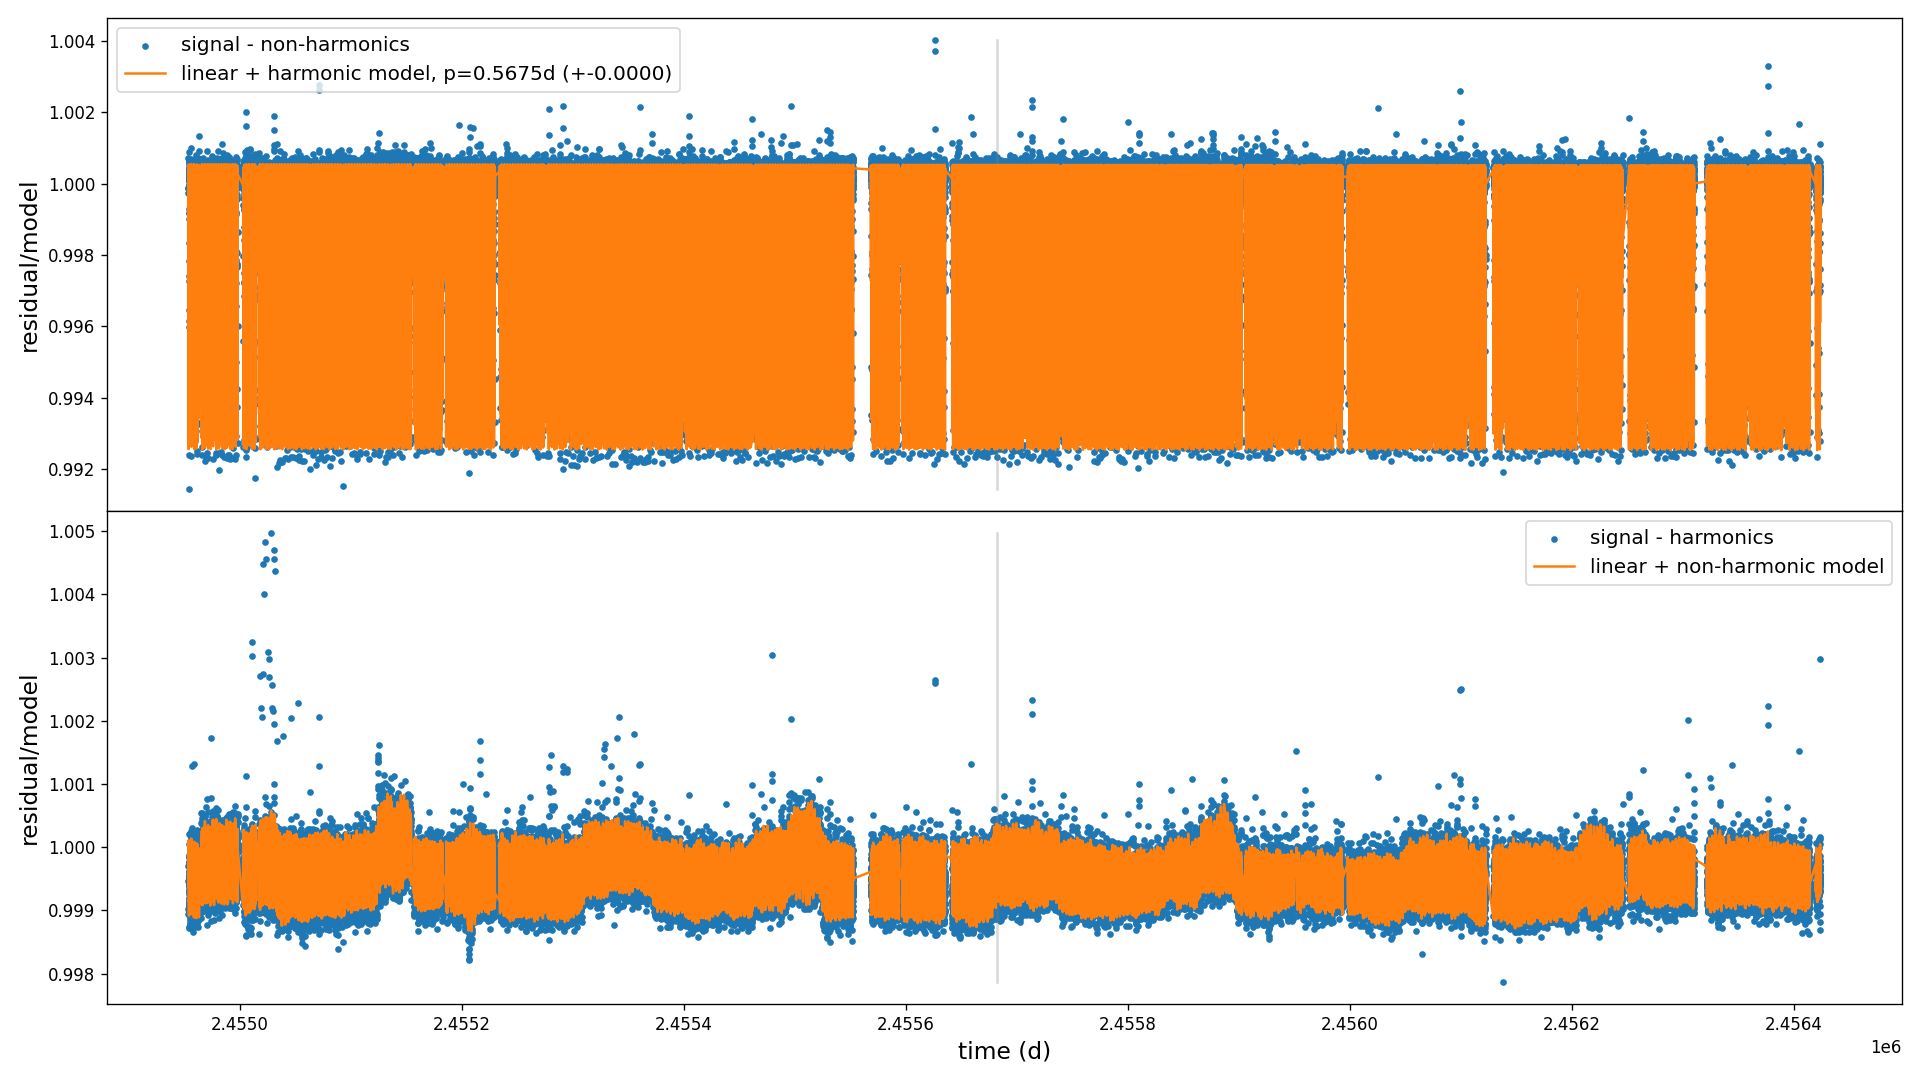 signal - non-harmonics
linear + harmonic model, p=0.5675d (+-0.0000)
1.004
1.002
1.000
0.998
0.996
0.994
0.992
residual/model
signal - harmonics
linear + non-harmonic model
1.005
1.004
1.003
1.002
1.001
1.000
0.999
0.998
residual/model
2.4550
2.4552
2.4554
2.4556
2.4558
2.4560
2.4562
2.4564
1e6
time (d)